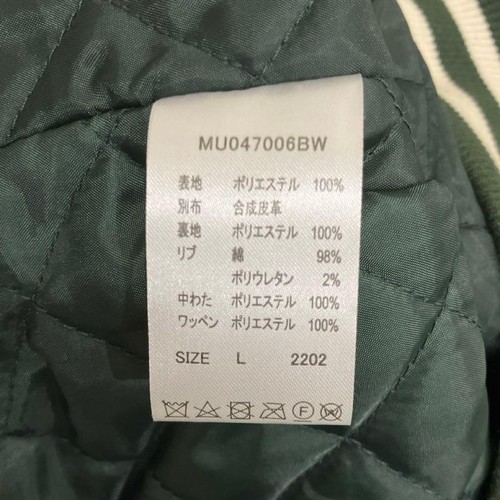 MU047006BW
表地 ポリエステル 100%
別布 合成皮革
裏地 ポリエステル 100%
リブ 綿 98%
ポリウレタン 2%
中わた ポリエステル 100%
ワッペン ポリエステル 100%
SIZE L 2202
F W